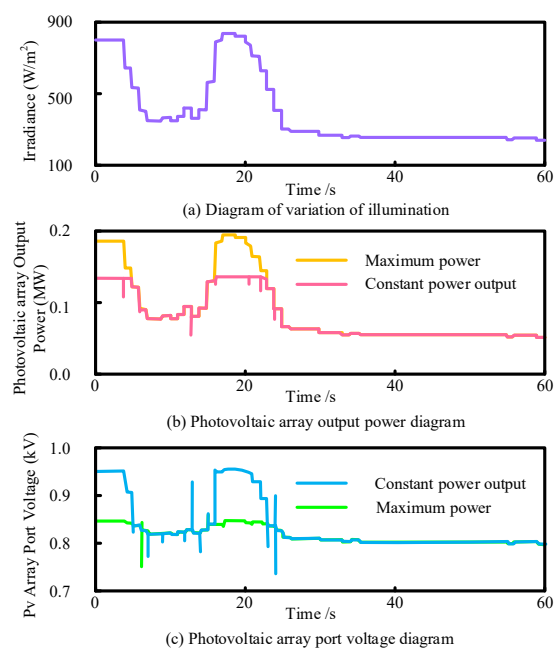 900
500
100
Irradiance (W/m²)
0
20
40
60
Time /s
(a) Diagram of variation of illumination
0.2
0.1
0.0
Photovoltaic array Output
Power (MW)
Maximum power
Constant power output
0
20
40
60
Time /s
(b) Photovoltaic array output power diagram
1.0
0.9
0.8
0.7
Pv Array Port Voltage (kV)
Constant power output
Maximum power
0
20
40
60
Time /s
(c) Photovoltaic array port voltage diagram